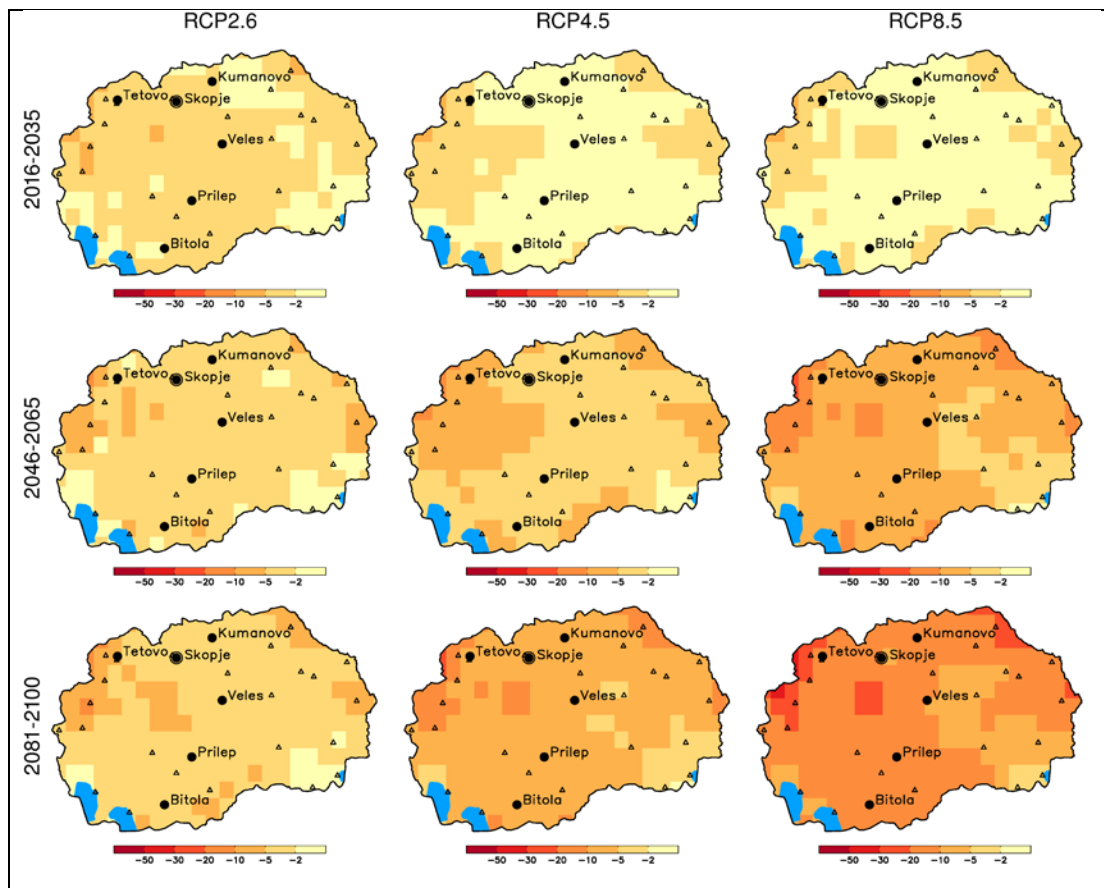 RCP2.6 RCP4.5 RCP8.5
2016-2035
Kumanovo Kumanovo Kumanovo
Tetovo Skopje Tetovo Skopje Tetovo Skopje
Veles Veles Veles
Prilep Prilep Prilep
Bitola Bitola Bitola
-50 -30 -20 -10 -5 -2 -50 -30 -20 -10 -5 -2 -50 -30 -20 -10 -5 -2
2046-2065
Kumanovo Kumanovo Kumanovo
Tetovo Skopje Tetovo Skopje Tetovo Skopje
Veles Veles Veles
Prilep Prilep Prilep
Bitola Bitola Bitola
-50 -30 -20 -10 -5 -2 -50 -30 -20 -10 -5 -2 -50 -30 -20 -10 -5 -2
2081-2100
Kumanovo Kumanovo Kumanovo
Tetovo Skopje Tetovo Skopje Tetovo Skopje
Veles Veles Veles
Prilep Prilep Prilep
Bitola Bitola Bitola
-50 -30 -20 -10 -5 -2 -50 -30 -20 -10 -5 -2 -50 -30 -20 -10 -5 -2